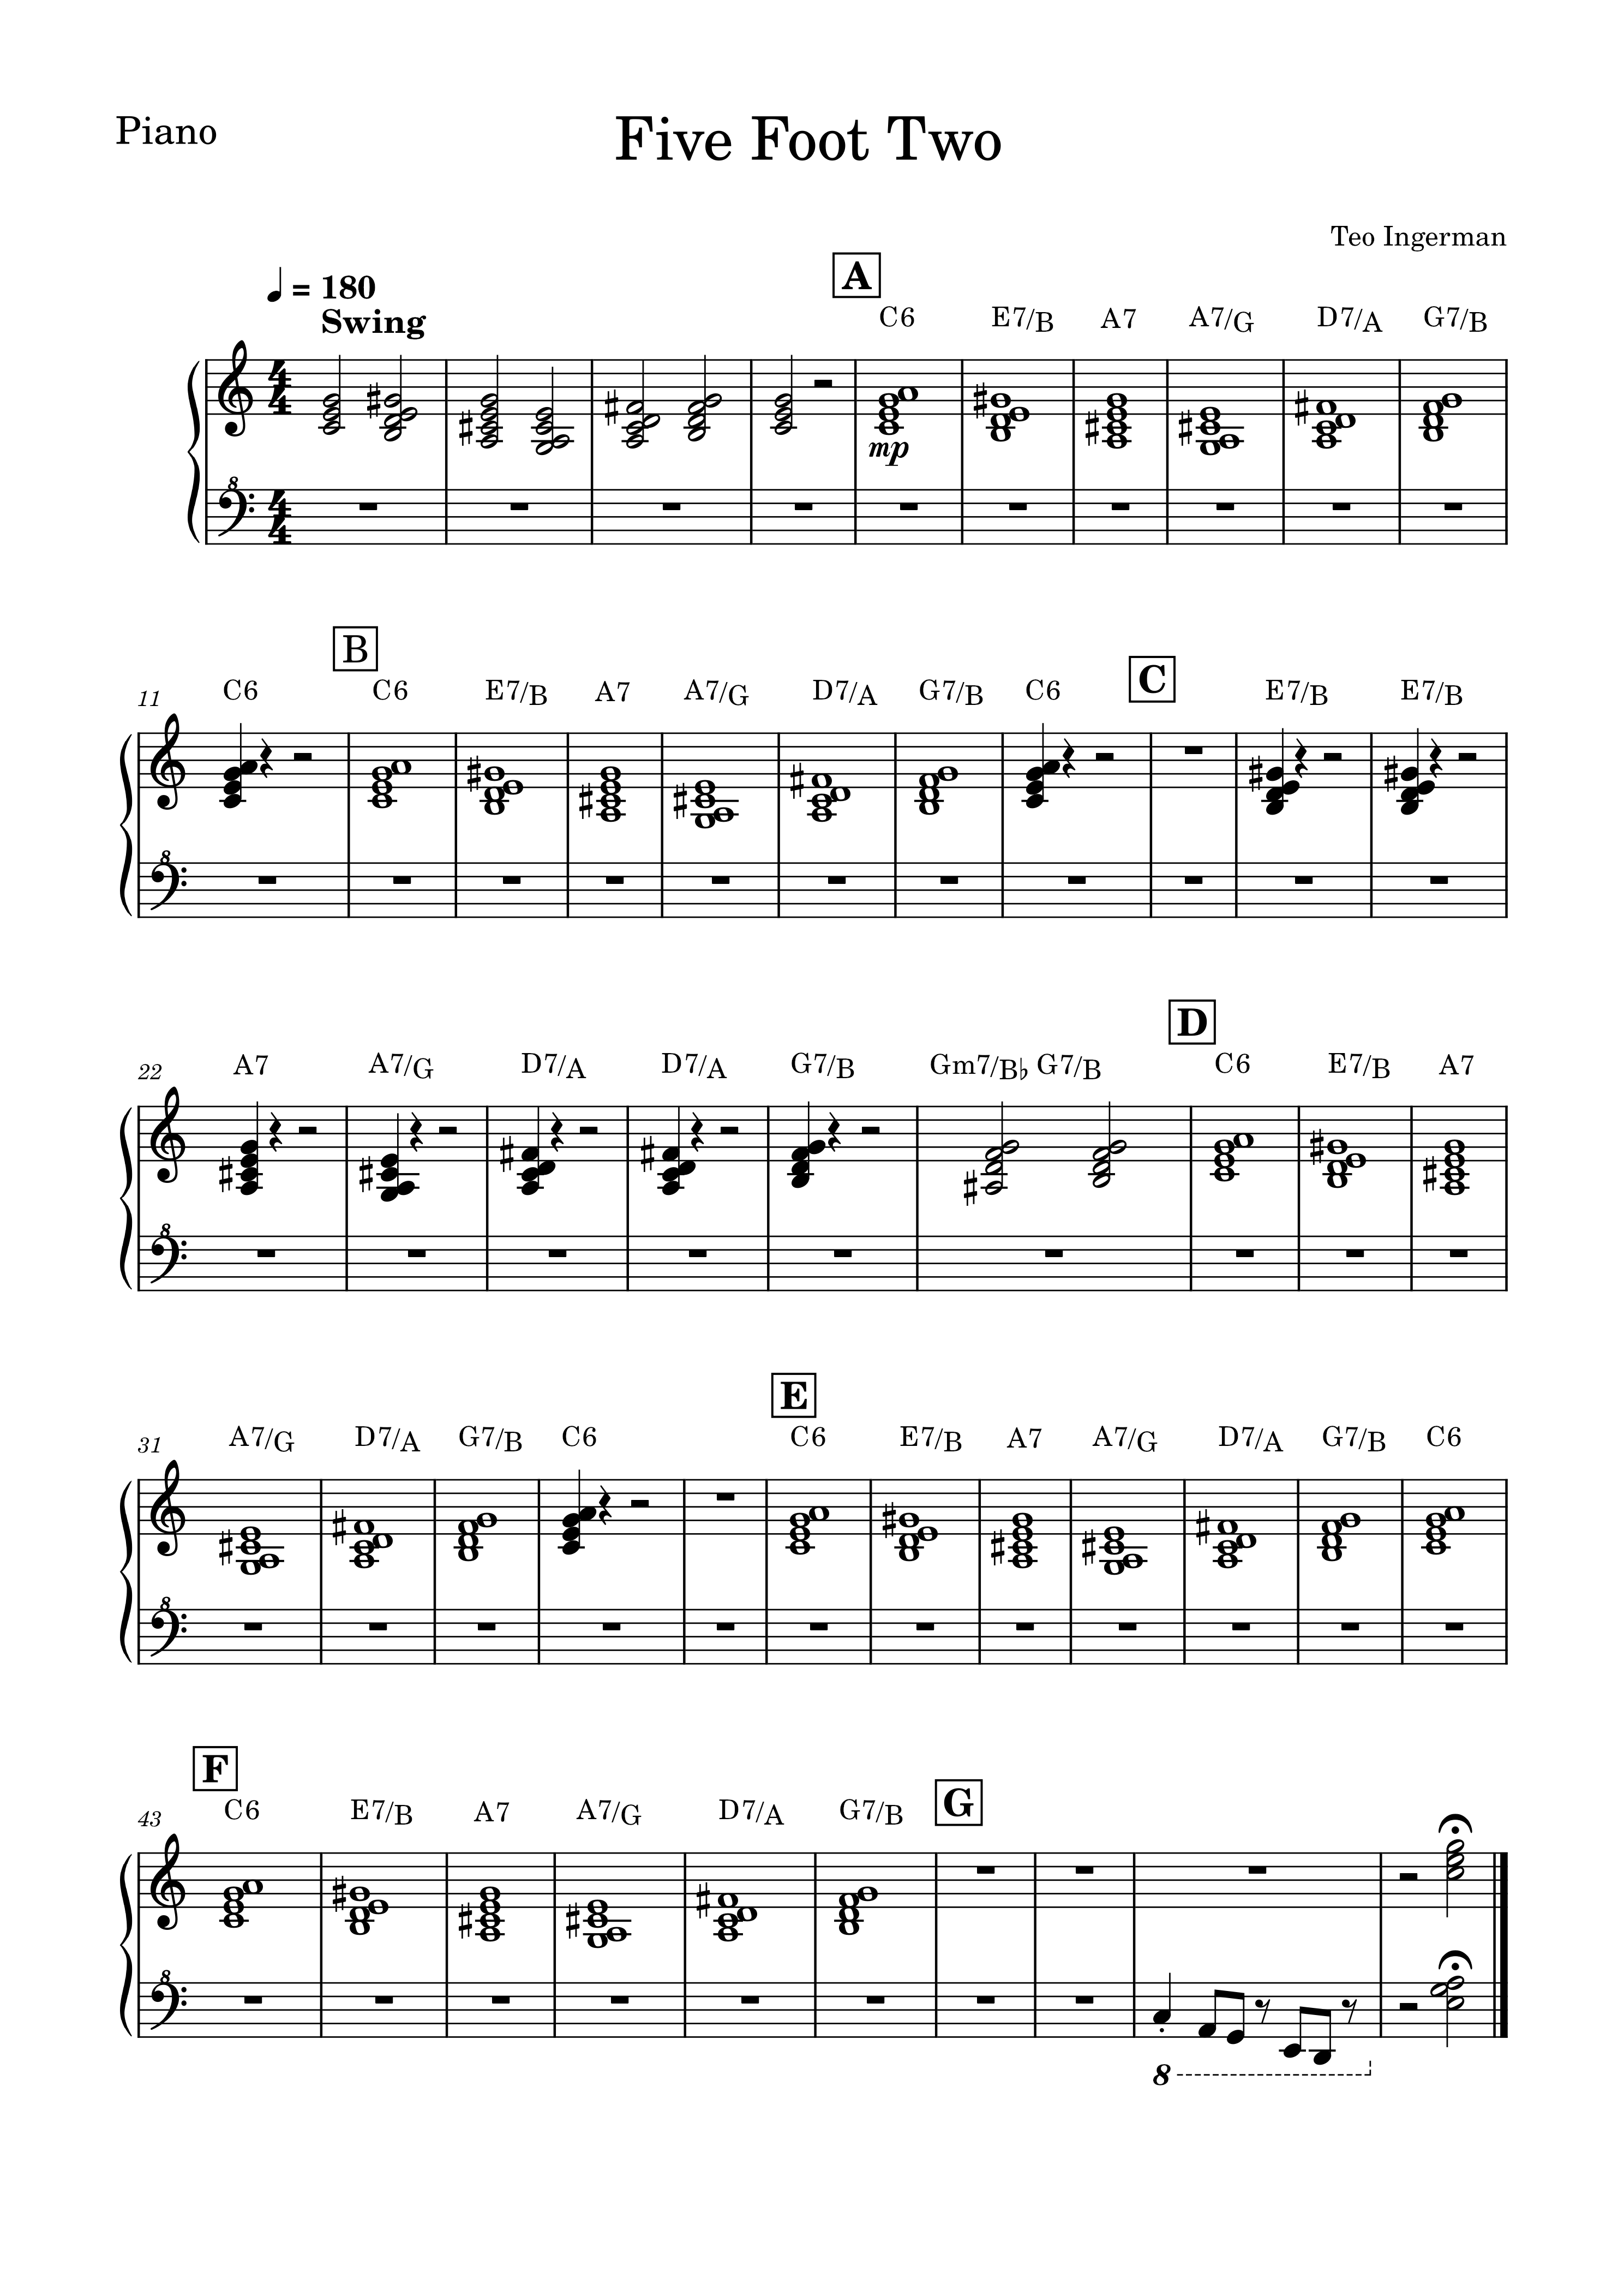 Piano
Five Foot Two
Teo Ingerman
= 180
Swing
A
C6 E7/B A7 A7/G D7/A G7/B
mp
B
C
11 C6 C6 E7/B A7 A7/G D7/A G7/B C6 E7/B E7/B
D
22 A7 A7/G D7/A D7/A G7/B Gm7/B♭ G7/B C6 E7/B A7
E
31 A7/G D7/A G7/B C6 C6 E7/B A7 A7/G D7/A G7/B C6
F
G
43 C6 E7/B A7 A7/G D7/A G7/B
8